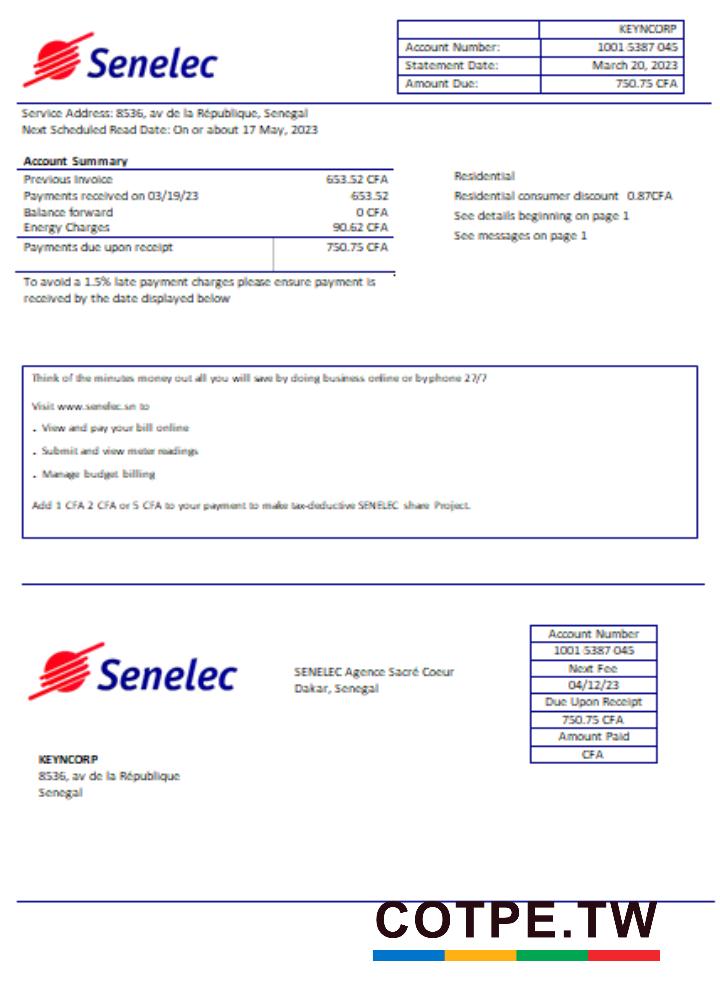 Senelec
KEYNCORP
Account Number: 1001 5387 045
Statement Date: March 20, 2023
Amount Due: 750.75 CFA
Service Address: 8536, av de la République, Senegal
Next Scheduled Read Date: On or about 17 May, 2023
Account Summary
Previous Invoice 653.52 CFA
Payments received on 03/19/23 653.52
Balance forward 0 CFA
Energy Charges 90.62 CFA
Payments due upon receipt 750.75 CFA
To avoid a 1.5% late payment charges please ensure payment is
received by the date displayed below
Residential
Residential consumer discount 0.87CFA
See details beginning on page 1
See messages on page 1
Think of the minutes money out all you will save by doing business online or by phone 27/7
Visit www.senelec.sn to
. View and pay your bill online
. Submit and view meter readings
. Manage budget billing
Add 1 CFA 2 CFA or 5 CFA to your payment to make tax-deductive SENELEC share Project.
Senelec
SENELEC Agence Sacré Coeur
Dakar, Senegal
Account Number
1001 5387 045
Next Fee
04/12/23
Due Upon Receipt
750.75 CFA
Amount Paid
CFA
KEYNCORP
8536, av de la République
Senegal
COTPE.TW